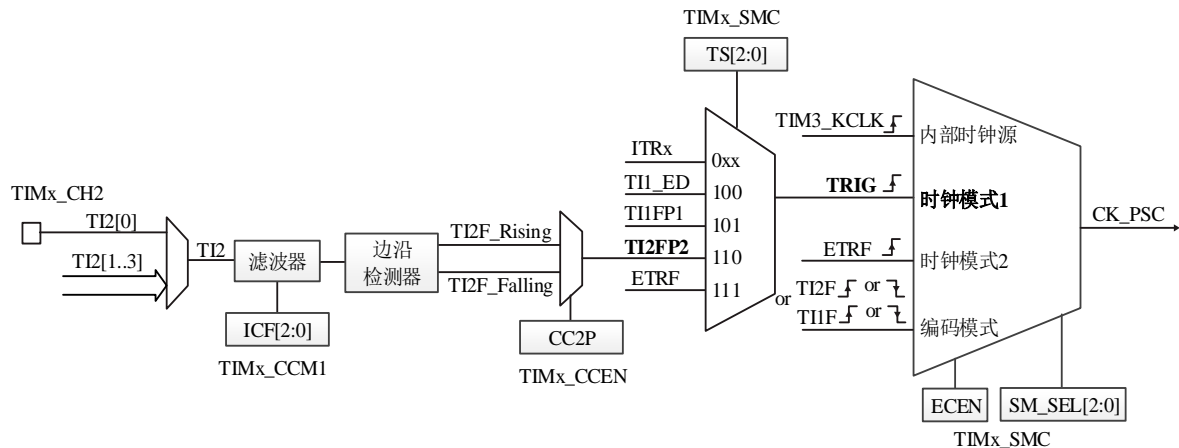 TIMx_SMC
TS[2:0]
TIM3_KCLK
内部时钟源
ITRx
0xx
TIMx_CH2
TI1_ED
100
TRIG
时钟模式1
TI2[0]
TI1FP1
101
CK_PSC
TI2F_Rising
TI2
滤波器
边沿
检测器
TI2FP2
110
ETRF
时钟模式2
TI2[1..3]
TI2F_Falling
ETRF
111
or
TI2F or
TI1F or
编码模式
ICF[2:0]
CC2P
TIMx_CCM1
TIMx_CCEN
ECEN
SM_SEL[2:0]
TIMx_SMC